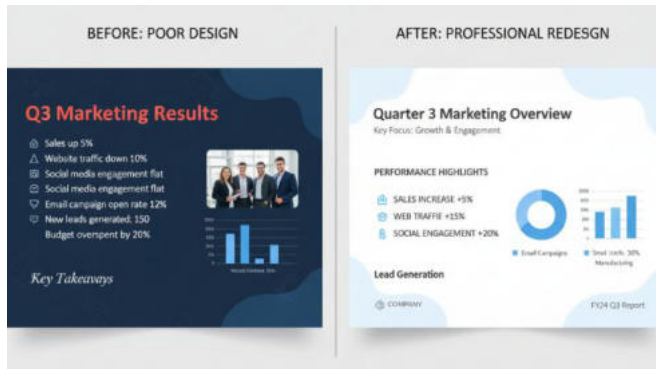 BEFORE: POOR DESIGN
Q3 Marketing Results
Sales up 5%
Website traffic down 10%
Social media engagement flat
Social media engagement flat
Email campaign open rate 12%
New leads generated: 150
Budget overspent by 20%
Key Takeavays
AFTER: PROFESSIONAL REDESGN
Quarter 3 Marketing Overview
Key Focus: Growth & Engagement
PERFORMANCE HIGHLIGHTS
SALES INCREASE +5%
WEB TRAFFIE +15%
SOCIAL ENGAGEMENT +20%
Email Campaigns
Manufacturing
Lead Generation
COMPANY
FY24 Q3 Report